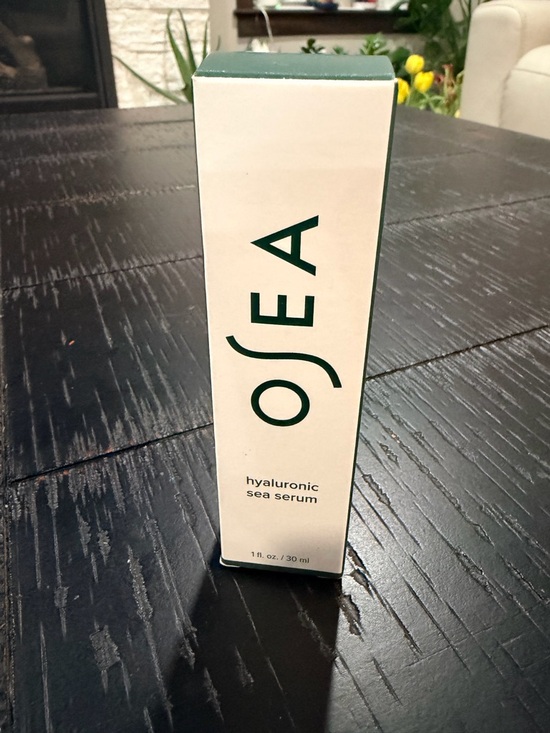 OSEA
hyaluronic
sea serum
1 fl. oz. / 30 ml